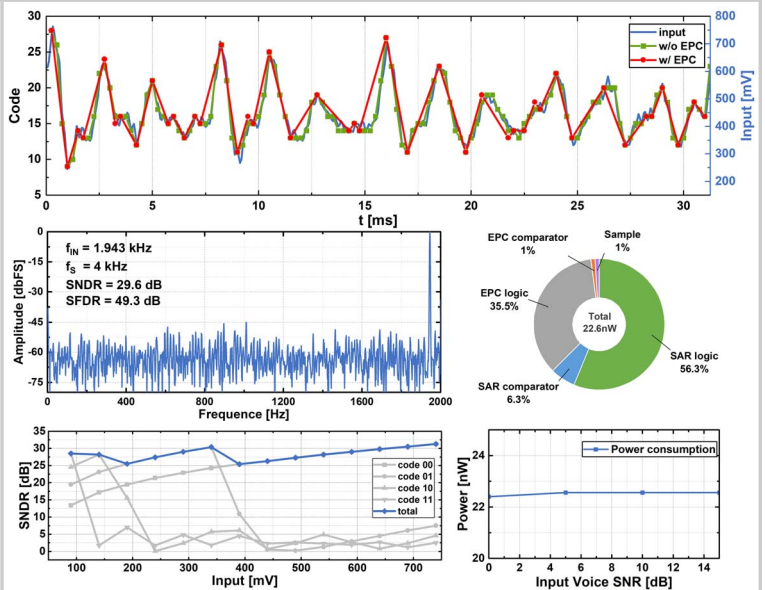 30
25
20
15
10
5
Code
800
700
600
500
400
300
200
Input [mV]
input
w/o EPC
w/ EPC
0 5 10 15 20 25 30
t [ms]
0
-15
-30
-45
-60
-75
Amplitude [dbFS]
fIN = 1.943 kHz
fS = 4 kHz
SNDR = 29.6 dB
SFDR = 49.3 dB
0 400 800 1200 1600 2000
Frequence [Hz]
EPC comparator
1%
Sample
1%
EPC logic
35.5%
Total
22.6nW
SAR logic
56.3%
SAR comparator
6.3%
35
30
25
20
15
10
5
0
SNDR [dB]
code 00
code 01
code 10
code 11
total
100 200 300 400 500 600 700
Input [mV]
24
22
20
Power [nW]
Power consumption
0 5 10 15
Input Voice SNR [dB]